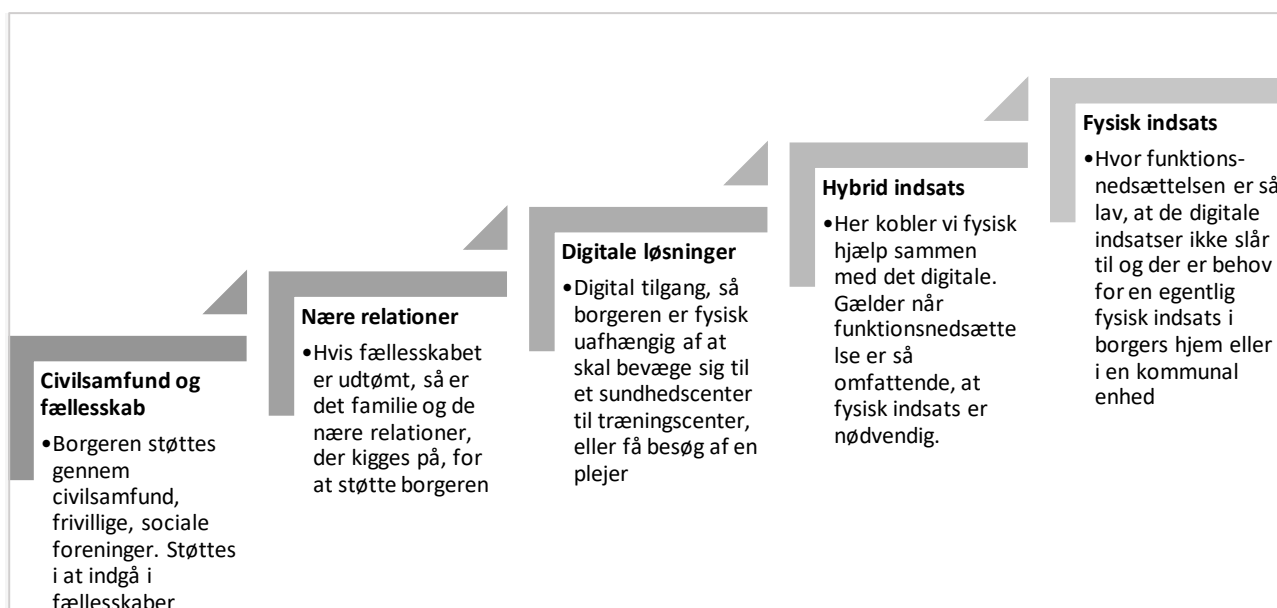 Civilsamfund og
fællesskab
•Borgeren støttes
gennem
civilsamfund,
frivillige, sociale
foreninger. Støttes
i at indgå i
fællesskaber
Nære relationer
•Hvis fællesskabet
er udtømt, så er
det familie og de
nære relationer,
der kigges på, for
at støtte borgeren
Digitale løsninger
•Digital tilgang, så
borgeren er fysisk
uafhængig af at
skal bevæge sig til
et sundhedscenter
til træningscenter,
eller få besøg af en
plejer
Hybrid indsats
•Her kobler vi fysisk
hjælp sammen
med det digitale.
Gælder når
funktionsnedsætte
lse er så
omfattende, at
fysisk indsats er
nødvendig.
Fysisk indsats
•Hvor funktions-
nedsættelsen er så
lav, at de digitale
indsatser ikke slår
til og der er behov
for en egentlig
fysisk indsats i
borgers hjem eller
i en kommunal
enhed